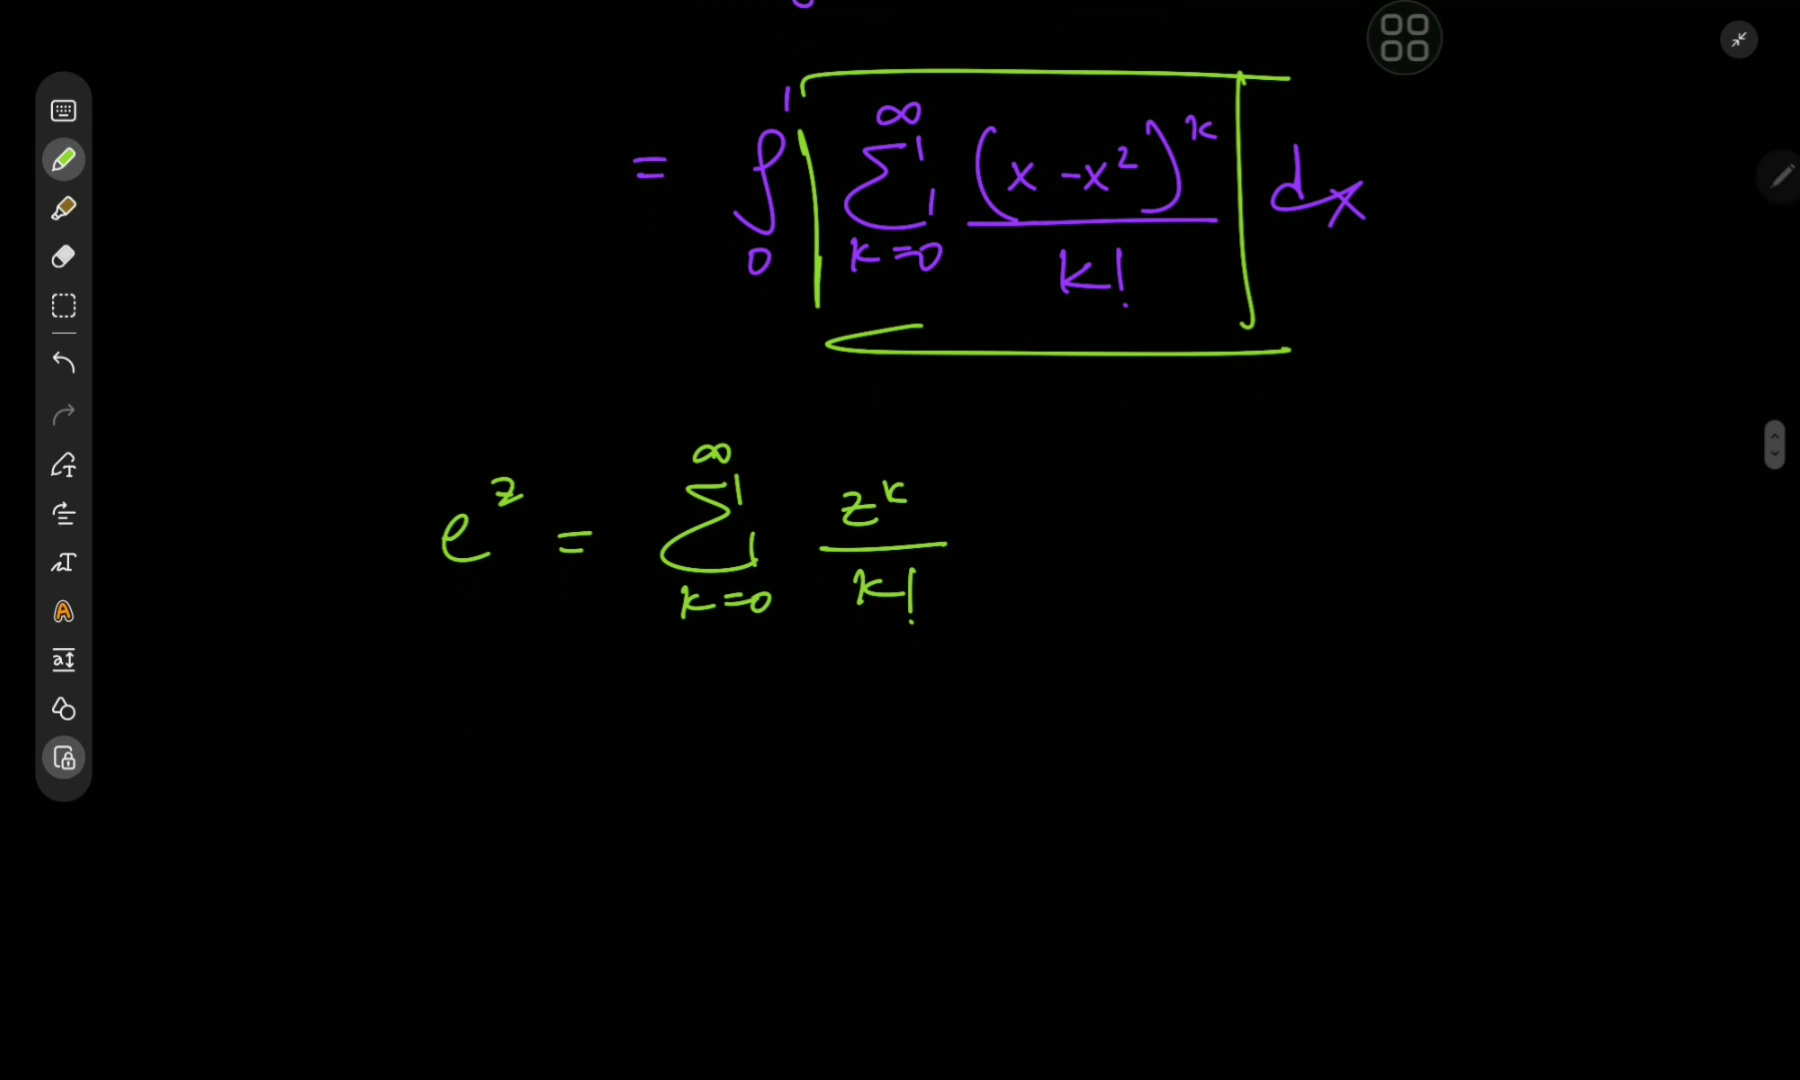 = ∫₀¹ ∑_{k=0}^{∞} (x - x²)^k / k! dx
e^z = ∑_{k=0}^{∞} z^k / k!